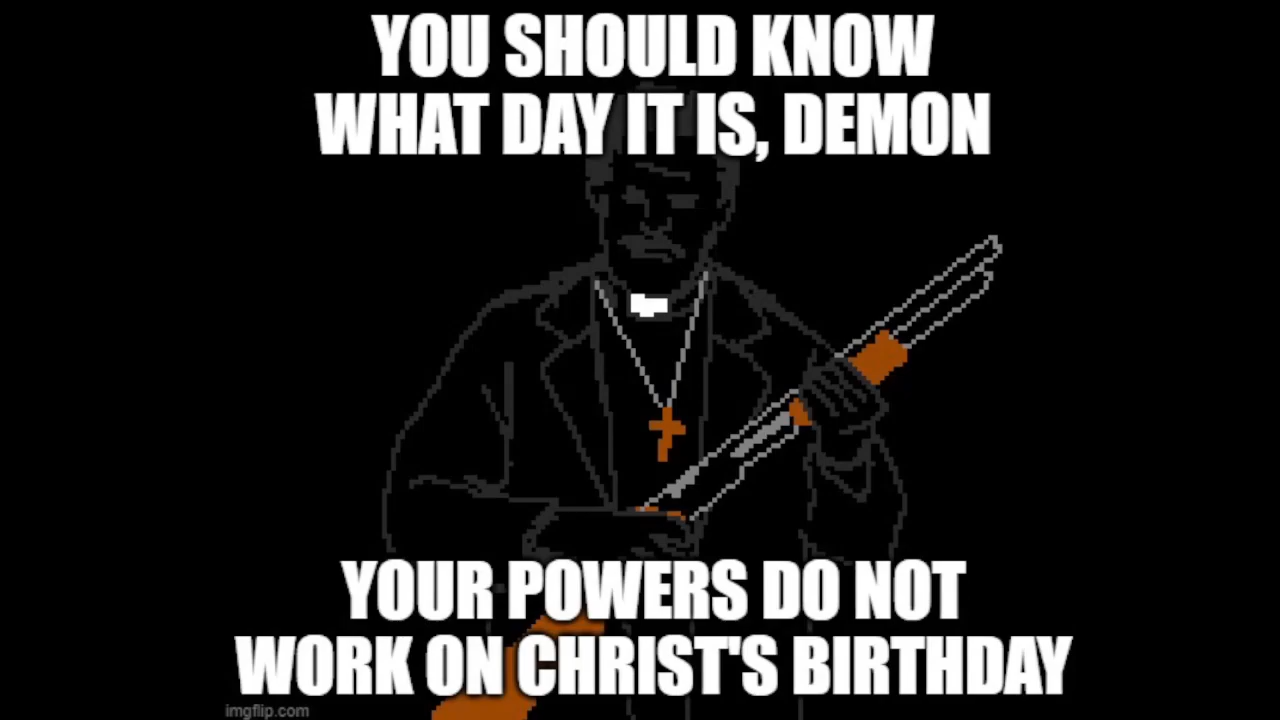 YOU SHOULD KNOW
WHAT DAY IT IS, DEMON
YOUR POWERS DO NOT
WORK ON CHRIST'S BIRTHDAY
imgflip.com